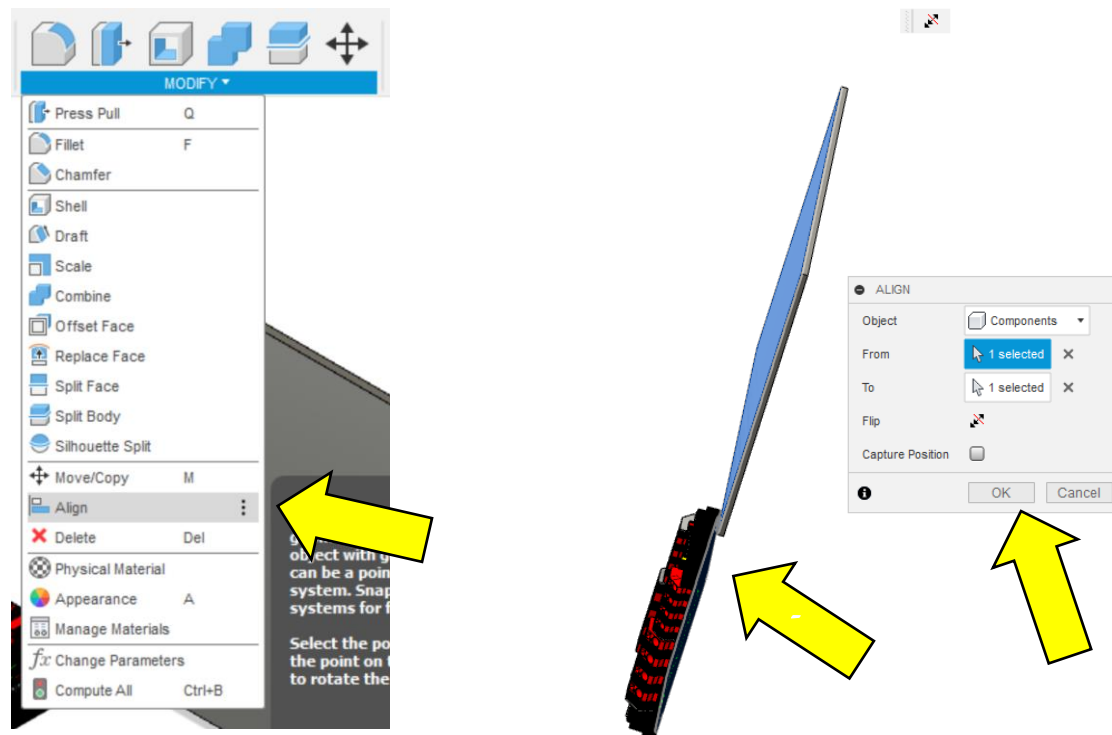 MODIFY
Press Pull Q
Fillet F
Chamfer
Shell
Draft
Scale
Combine
Offset Face
Replace Face
Split Face
Split Body
Silhouette Split
Move/Copy M
Align
Delete Del
Physical Material
Appearance A
Manage Materials
fx Change Parameters
Compute All Ctrl+B
object with
can be a poin
system. Snap
systems for f
Select the po
the point on
to rotate the
ALIGN
Object Components
From 1 selected
To 1 selected
Flip
Capture Position
OK Cancel